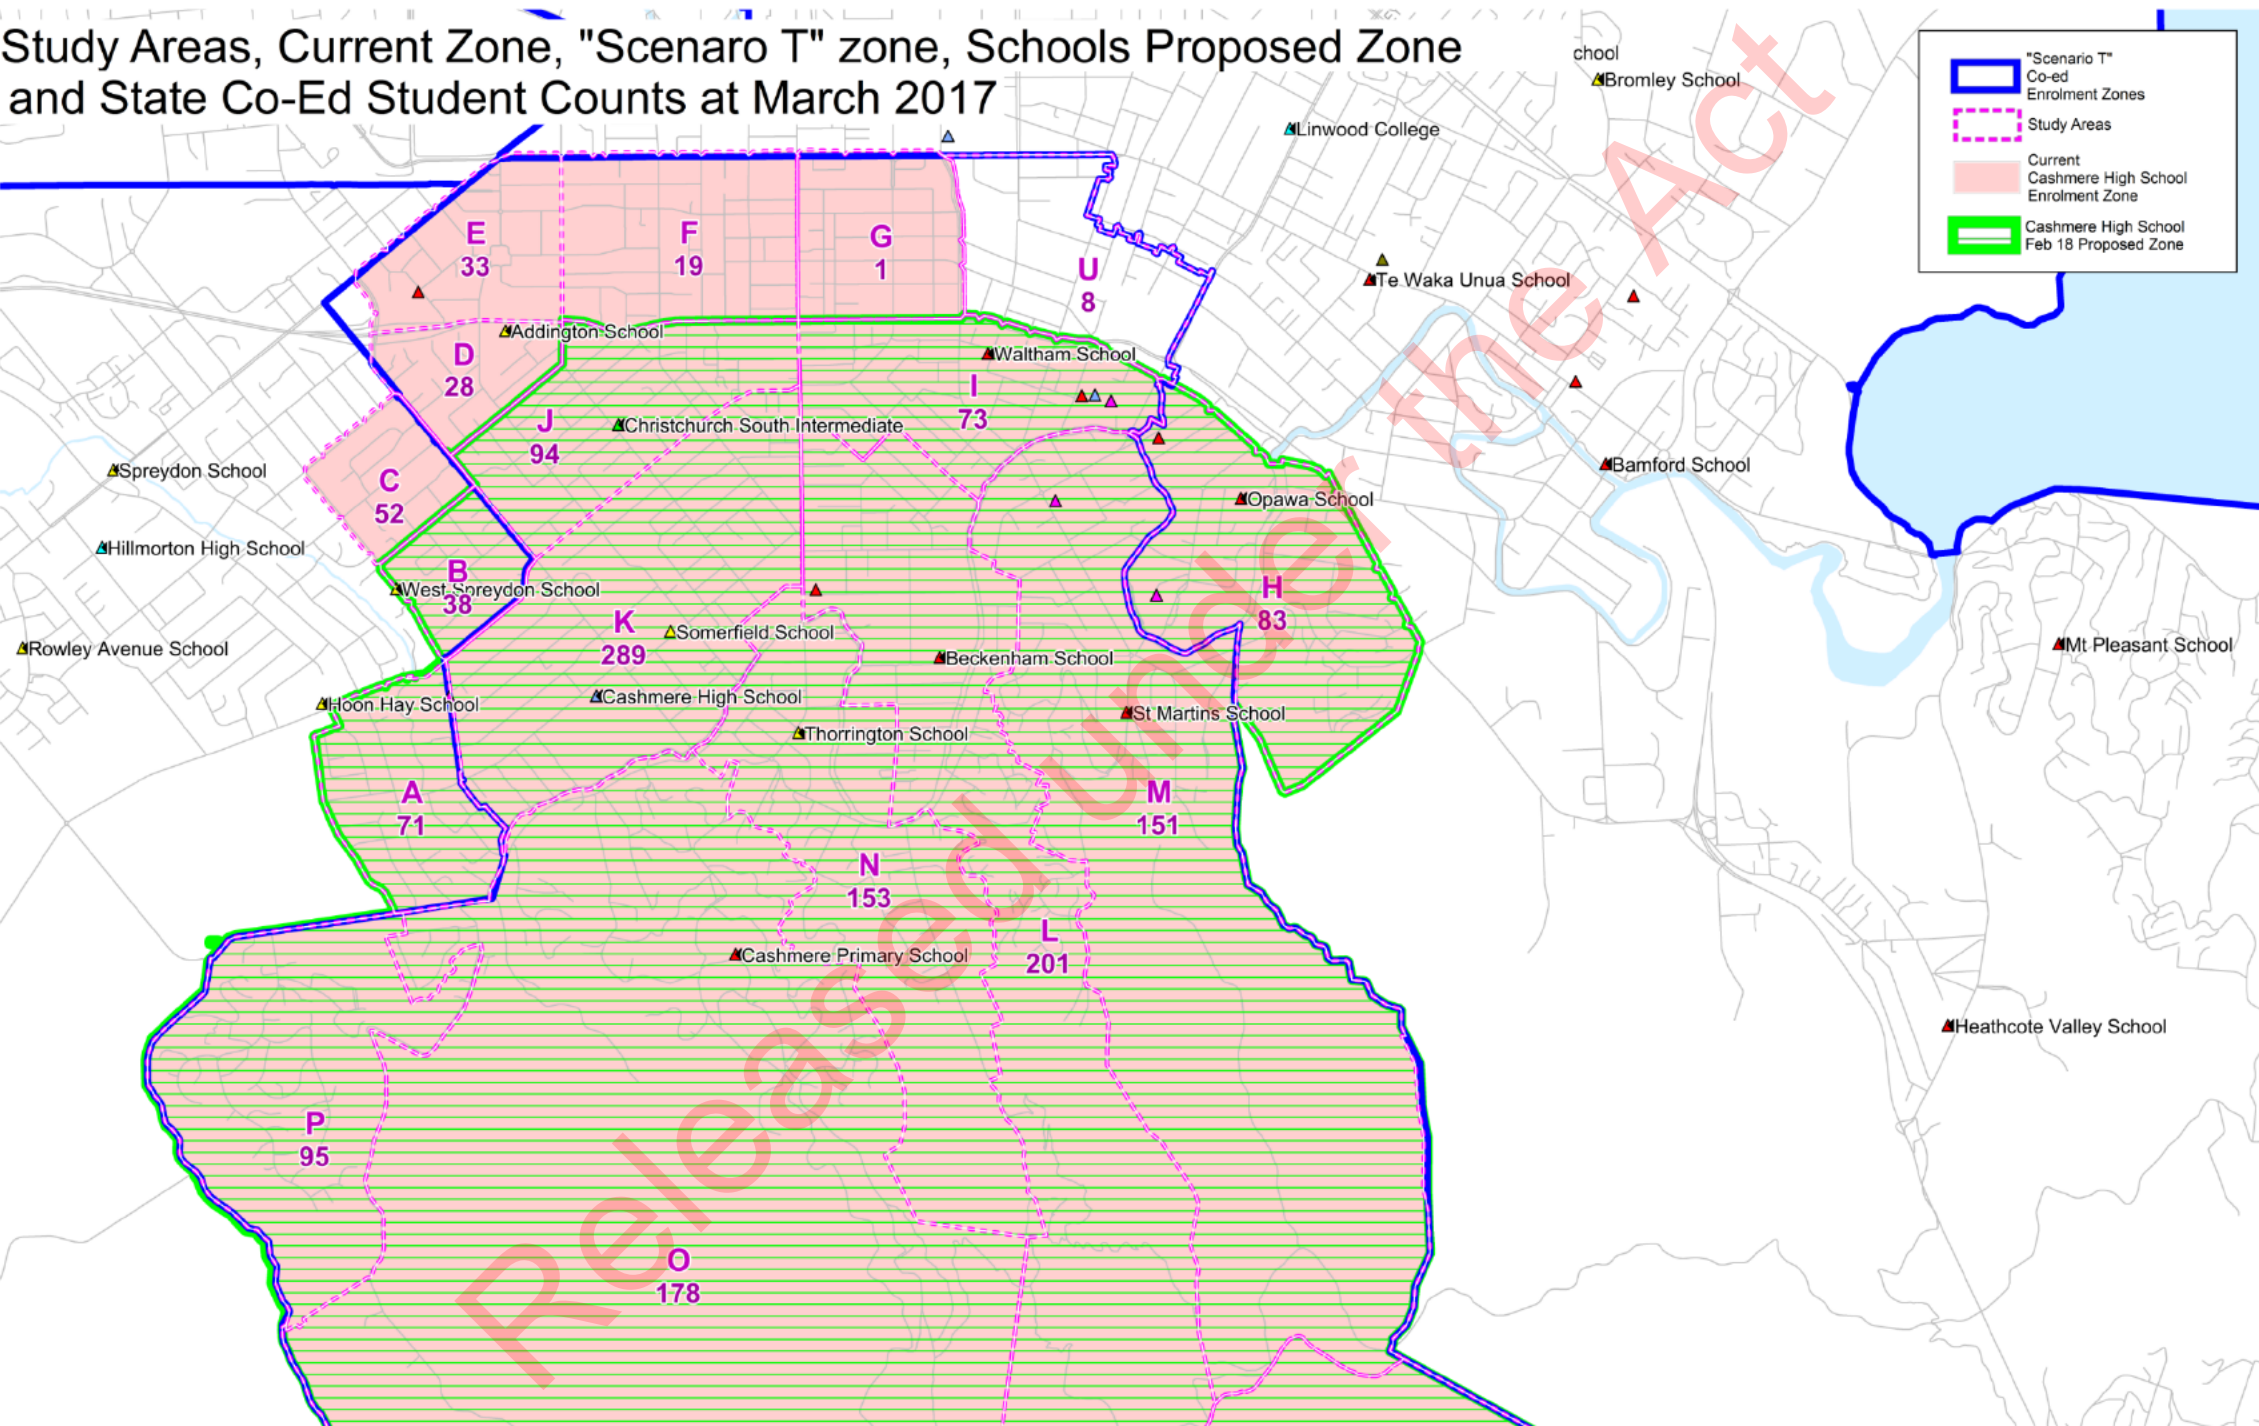 Study Areas, Current Zone, "Scenaro T" zone, Schools Proposed Zone
and State Co-Ed Student Counts at March 2017
chool
Bromley School
Linwood College
Te Waka Unua School
"Scenario T"
Co-ed
Enrolment Zones
Study Areas
Current
Cashmere High School
Enrolment Zone
Cashmere High School
Feb 18 Proposed Zone
E
33
F
19
G
1
U
8
Addington School
D
28
Waltham School
I
73
J
94
Christchurch South Intermediate
Spreydon School
C
52
Bamford School
Opawa School
Hillmorton High School
B
38
West Spreydon School
H
83
K
289
Somerfield School
Rowley Avenue School
Beckenham School
Mt Pleasant School
Cashmere High School
Hoon Hay School
St Martins School
Thorrington School
A
71
M
151
N
153
L
201
Cashmere Primary School
Heathcote Valley School
P
95
O
178
Released under the Act